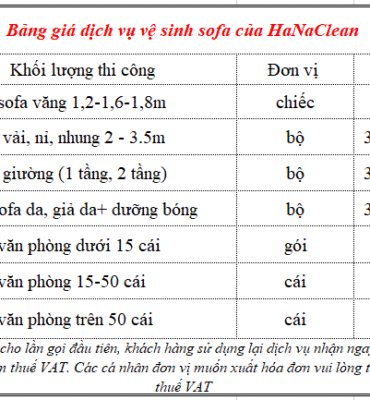 Bảng giá dịch vụ vệ sinh sofa của HaNaClean
Khối lượng thi công Đơn vị
sofa văng 1,2-1,6-1,8m chiếc
vải, nỉ, nhung 2 - 3.5m bộ 3
giường (1 tầng, 2 tầng) bộ 3
ofa da, giả da+ dưỡng bóng bộ 3
văn phòng dưới 15 cái gói
văn phòng 15-50 cái cái
văn phòng trên 50 cái cái
cho lần gọi đầu tiên, khách hàng sử dụng lại dịch vụ nhận nga
m thuế VAT. Các cá nhân đơn vị muốn xuất hóa đơn vui lòng t
thuế VAT